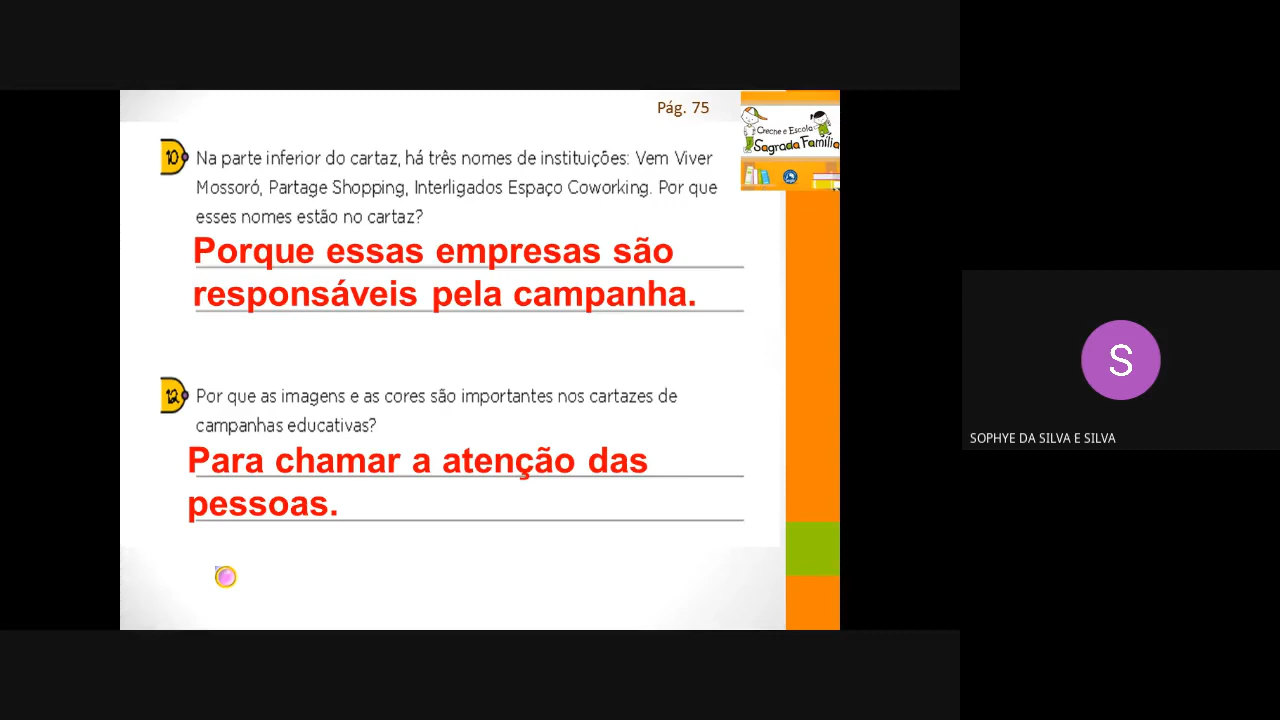 Pág. 75
Creche e Escola
Sagrada Família
10 Na parte inferior do cartaz, há três nomes de instituições: Vem Viver
Mossoró, Partage Shopping, Interligados Espaço Coworking. Por que
esses nomes estão no cartaz?
Porque essas empresas são
responsáveis pela campanha.
12 Por que as imagens e as cores são importantes nos cartazes de
campanhas educativas?
Para chamar a atenção das
pessoas.
S
SOPHYE DA SILVA E SILVA